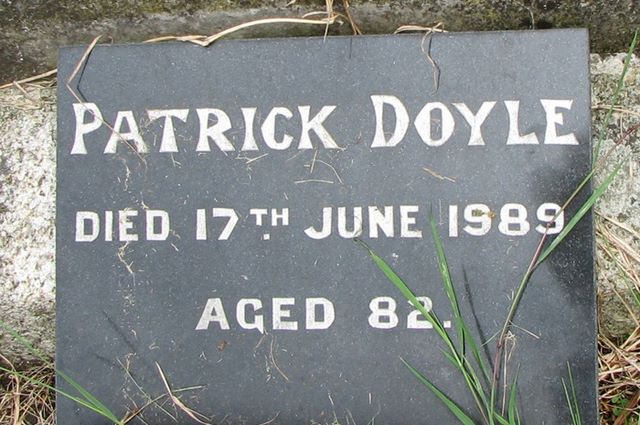 PATRICK DOYLE
DIED 17TH JUNE 1989
AGED 82.